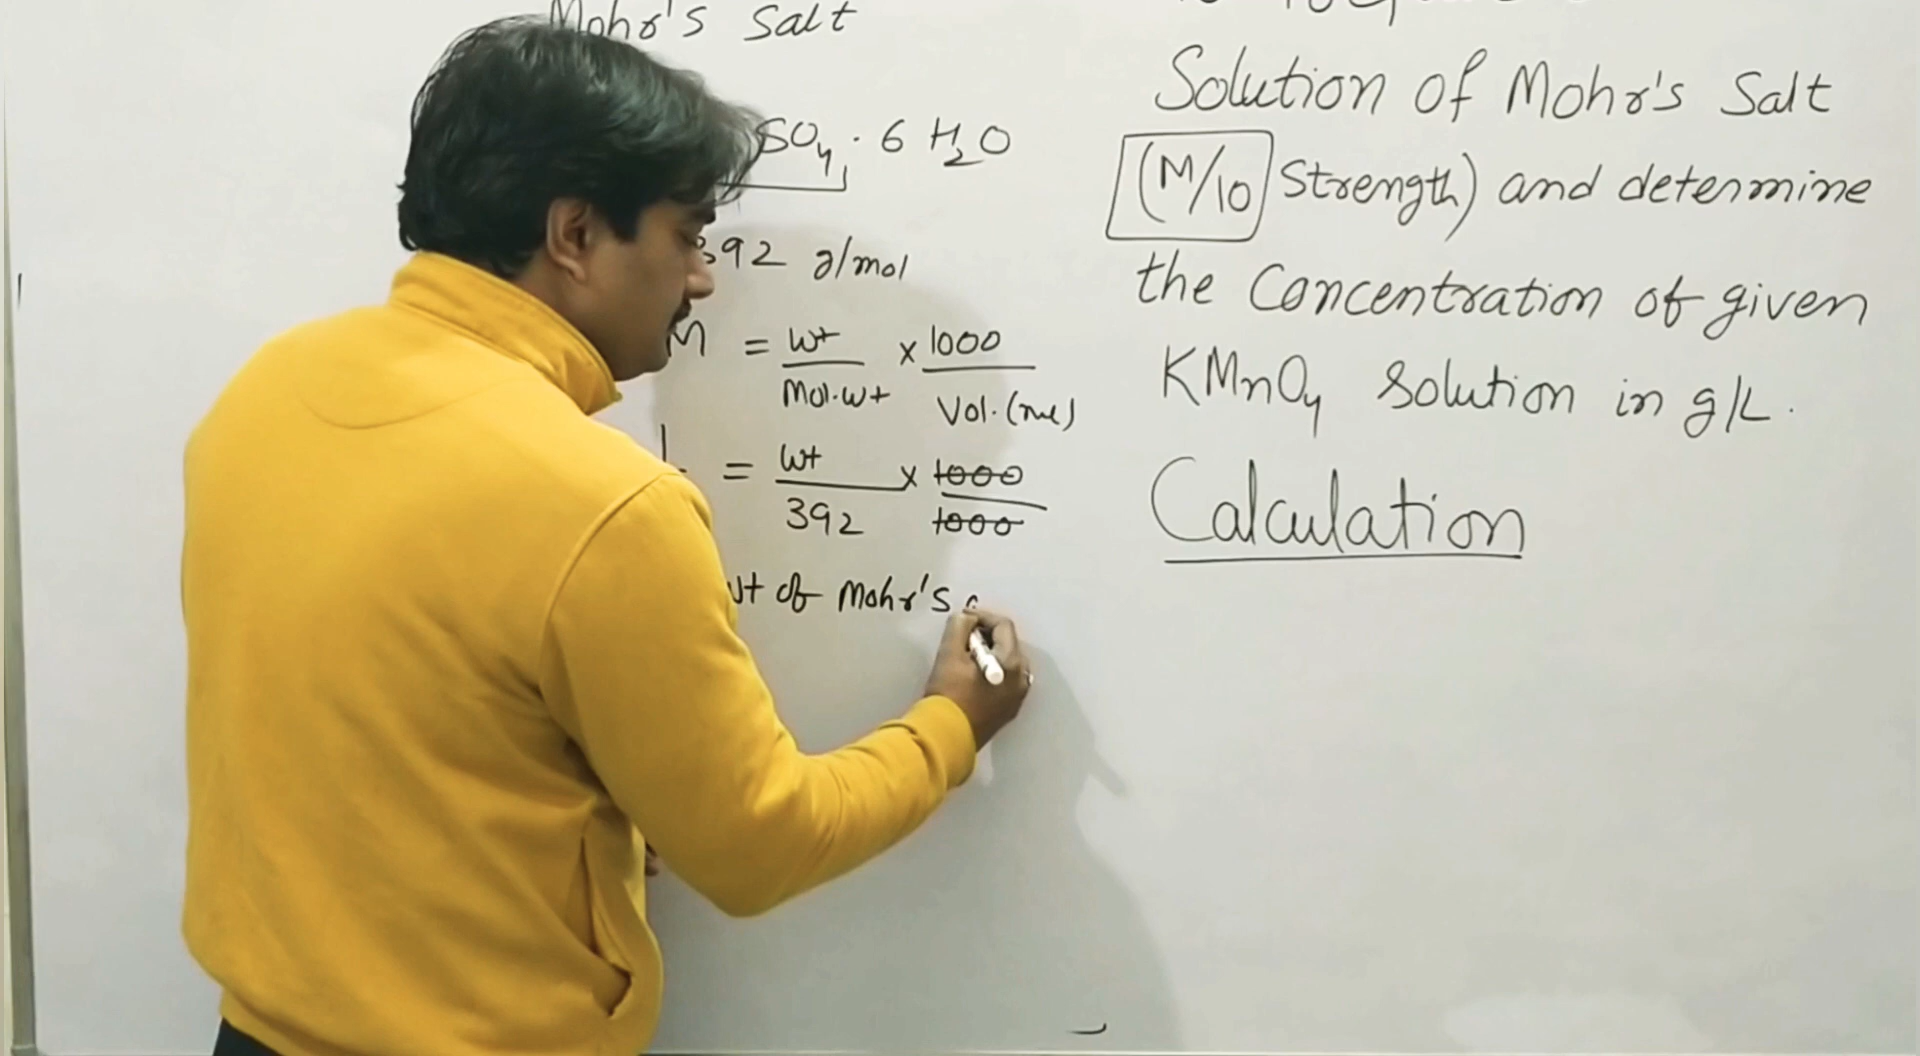 Mohr's Salt
SO4 · 6 H2O
392 g/mol
M = wt / Mol.wt × 1000 / Vol. (ml)
= wt / 392 × 1000 / 1000
wt of Mohr's
Solution of Mohr's Salt
(M/10 Strength) and determine
the Concentration of given
KMnO4 Solution in g/L.
Calculation